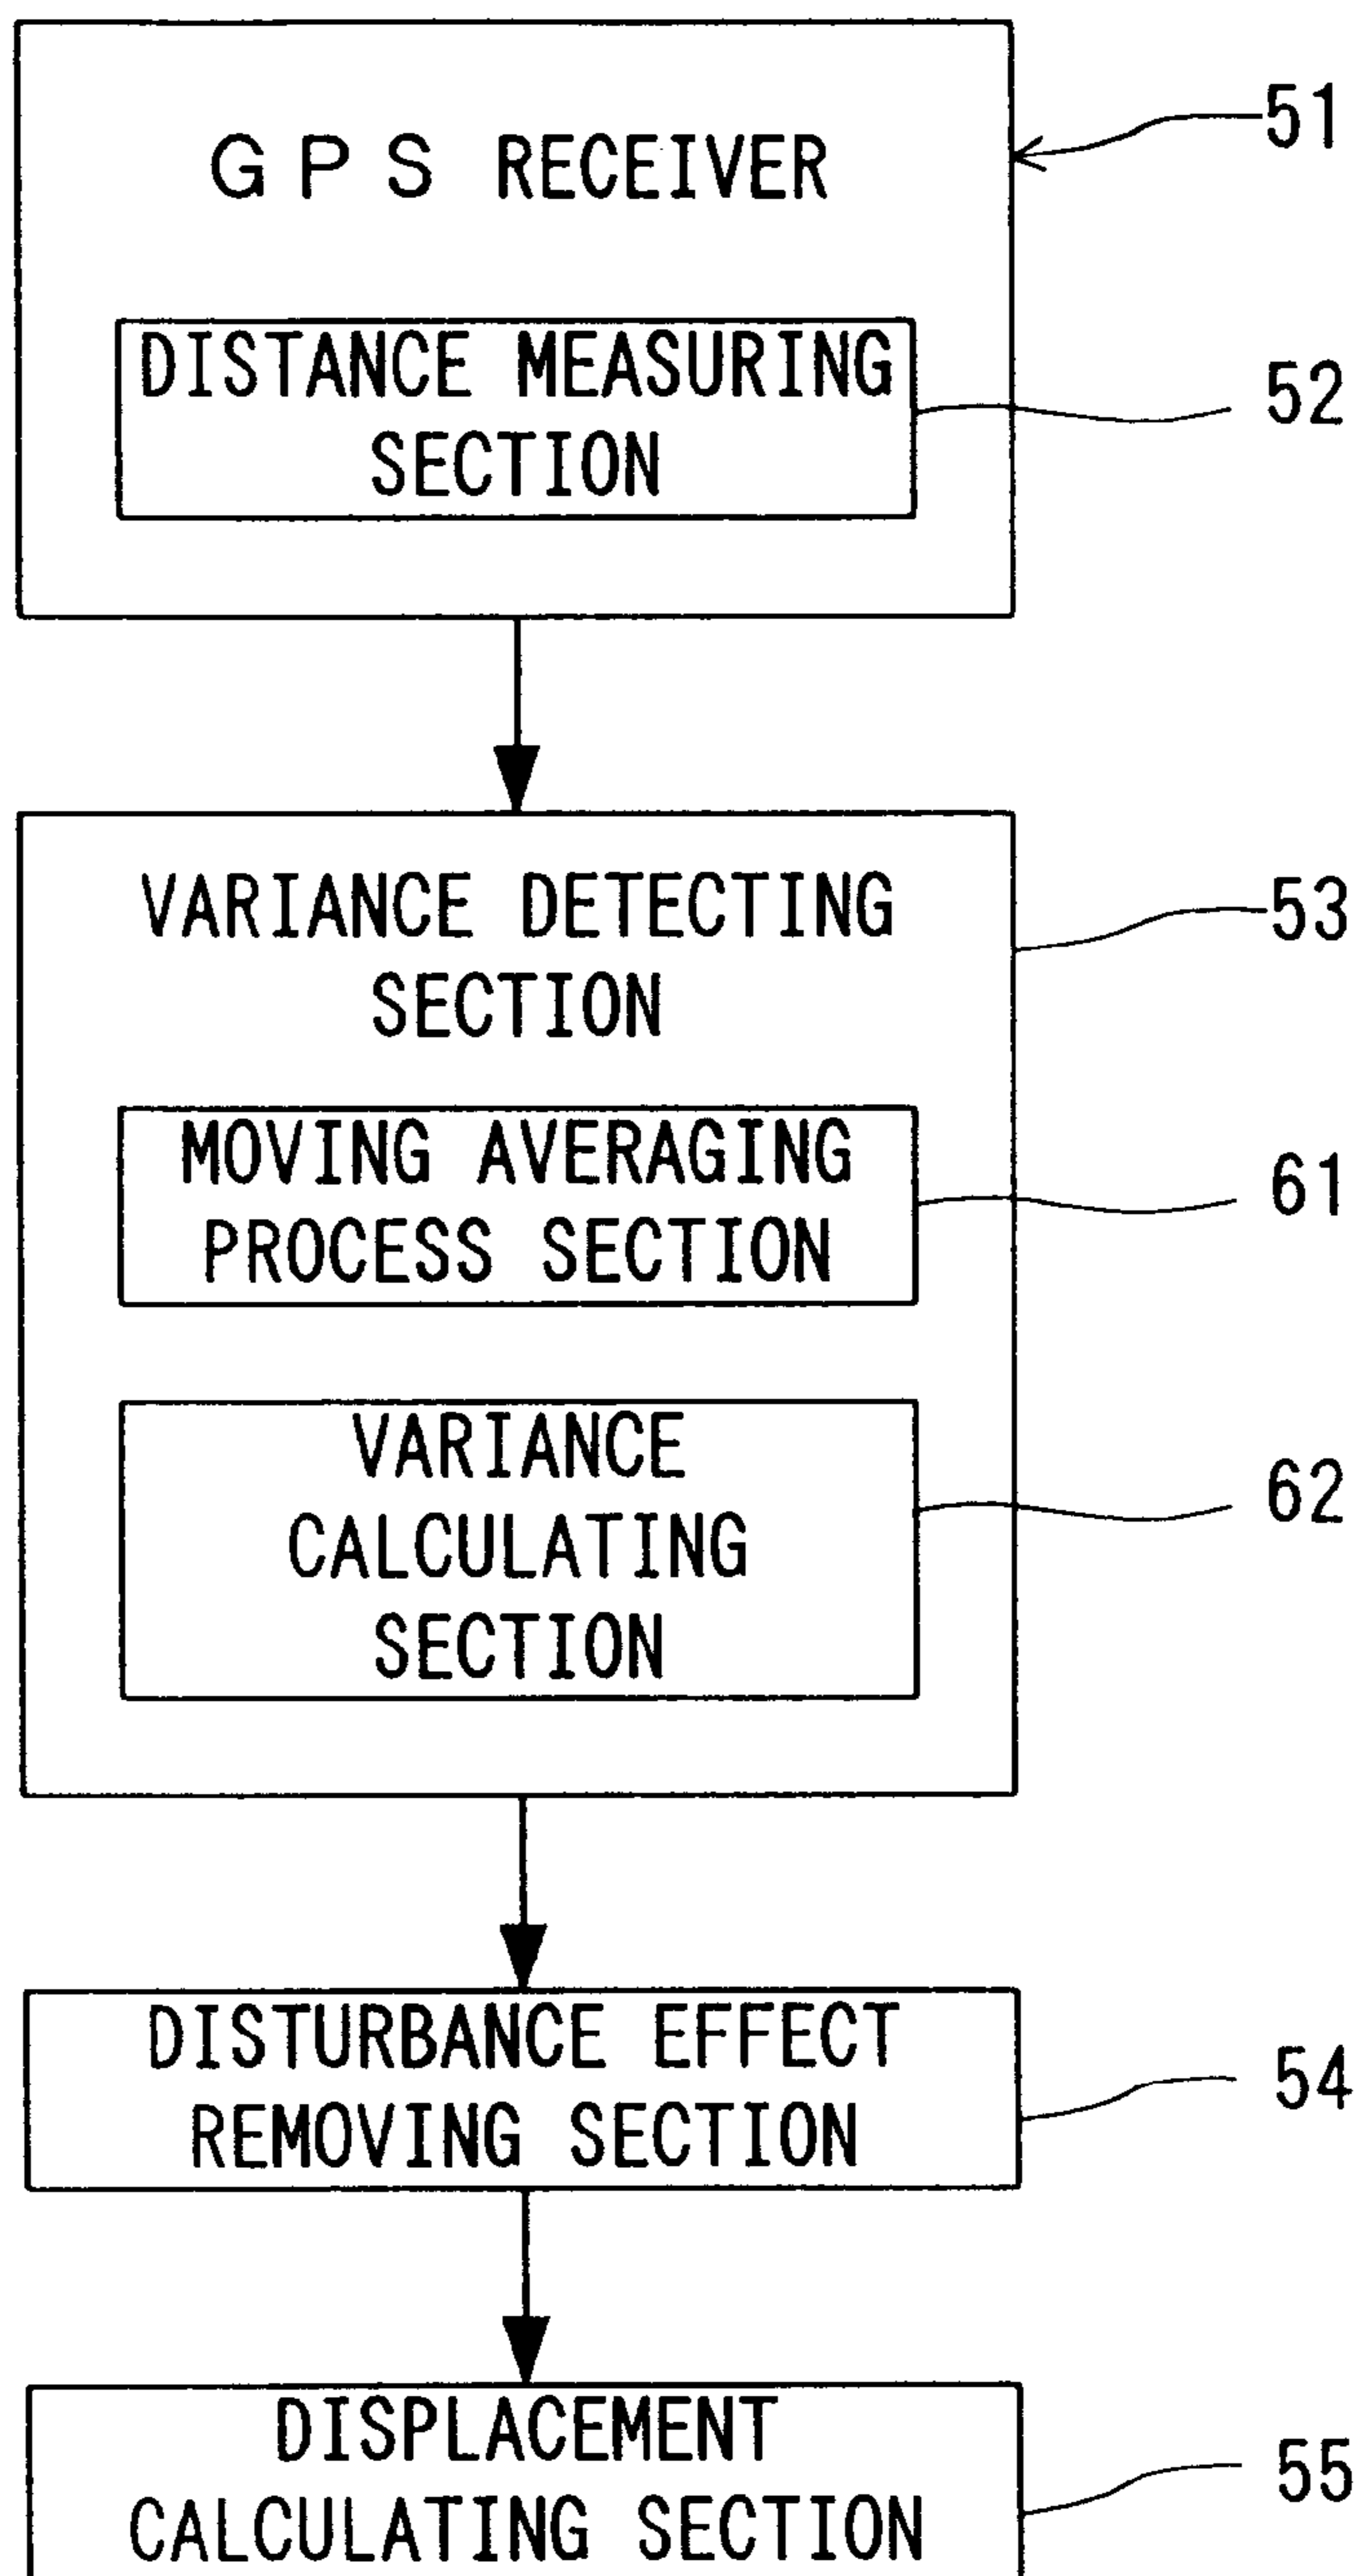 GPS RECEIVER
51
DISTANCE MEASURING
SECTION
52
VARIANCE DETECTING
SECTION
53
MOVING AVERAGING
PROCESS SECTION
61
VARIANCE
CALCULATING
SECTION
62
DISTURBANCE EFFECT
REMOVING SECTION
54
DISPLACEMENT
CALCULATING SECTION
55